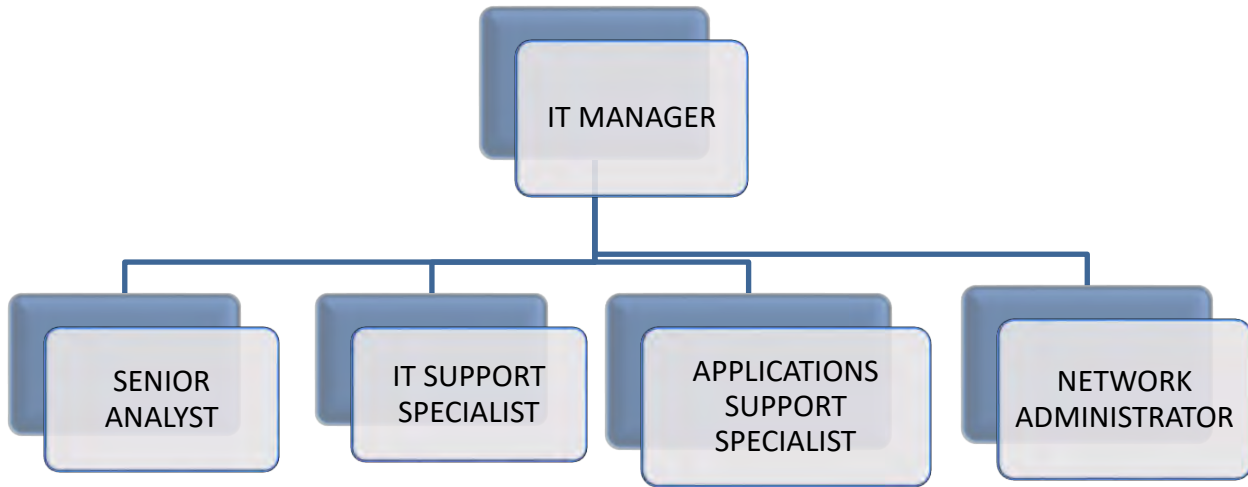 IT MANAGER
SENIOR
ANALYST
IT SUPPORT
SPECIALIST
APPLICATIONS
SUPPORT
SPECIALIST
NETWORK
ADMINISTRATOR